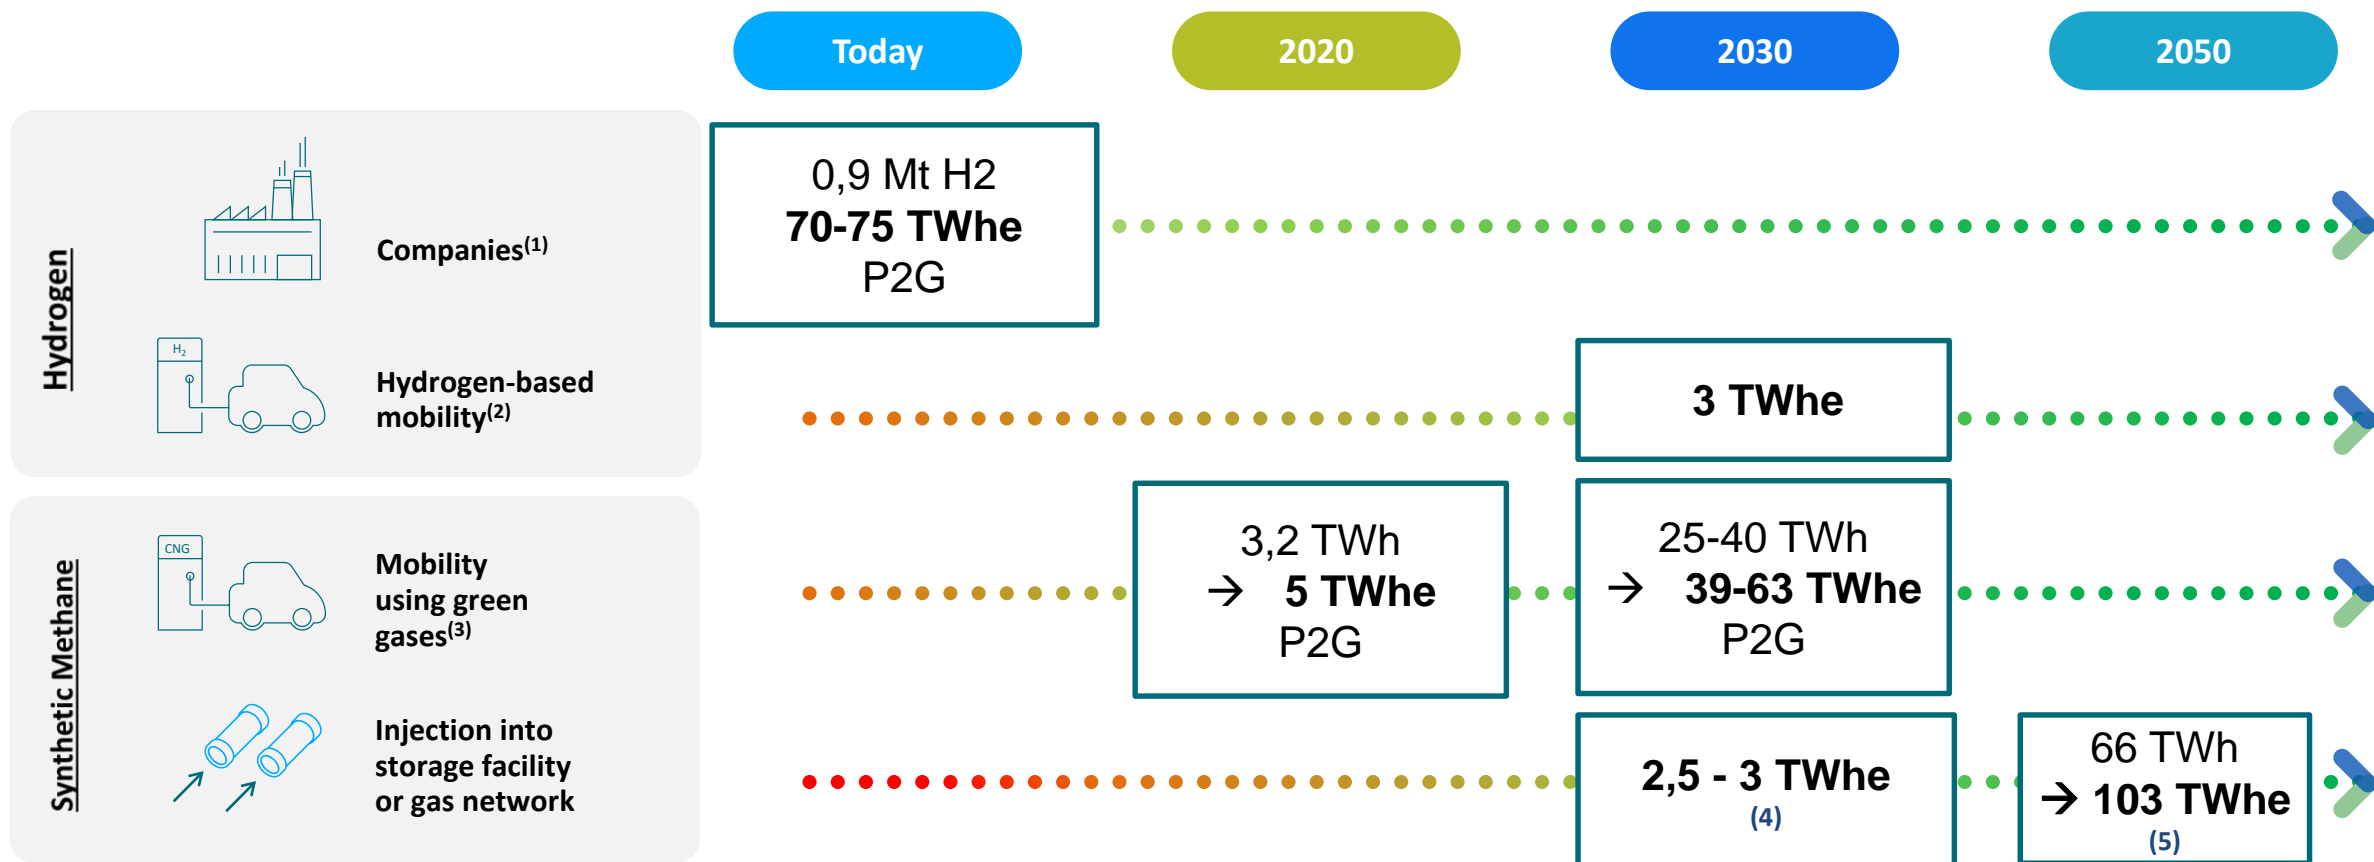 Today
2020
2030
2050
Hydrogen
Companies(1)
0,9 Mt H2
70-75 TWhe
P2G
H2
Hydrogen-based
mobility(2)
3 TWhe
Synthetic Methane
CNG
Mobility
using green
gases(3)
3,2 TWh
→ 5 TWhe
P2G
25-40 TWh
→ 39-63 TWhe
P2G
Injection into
storage facility
or gas network
2,5 - 3 TWhe
(4)
66 TWh
→ 103 TWhe
(5)